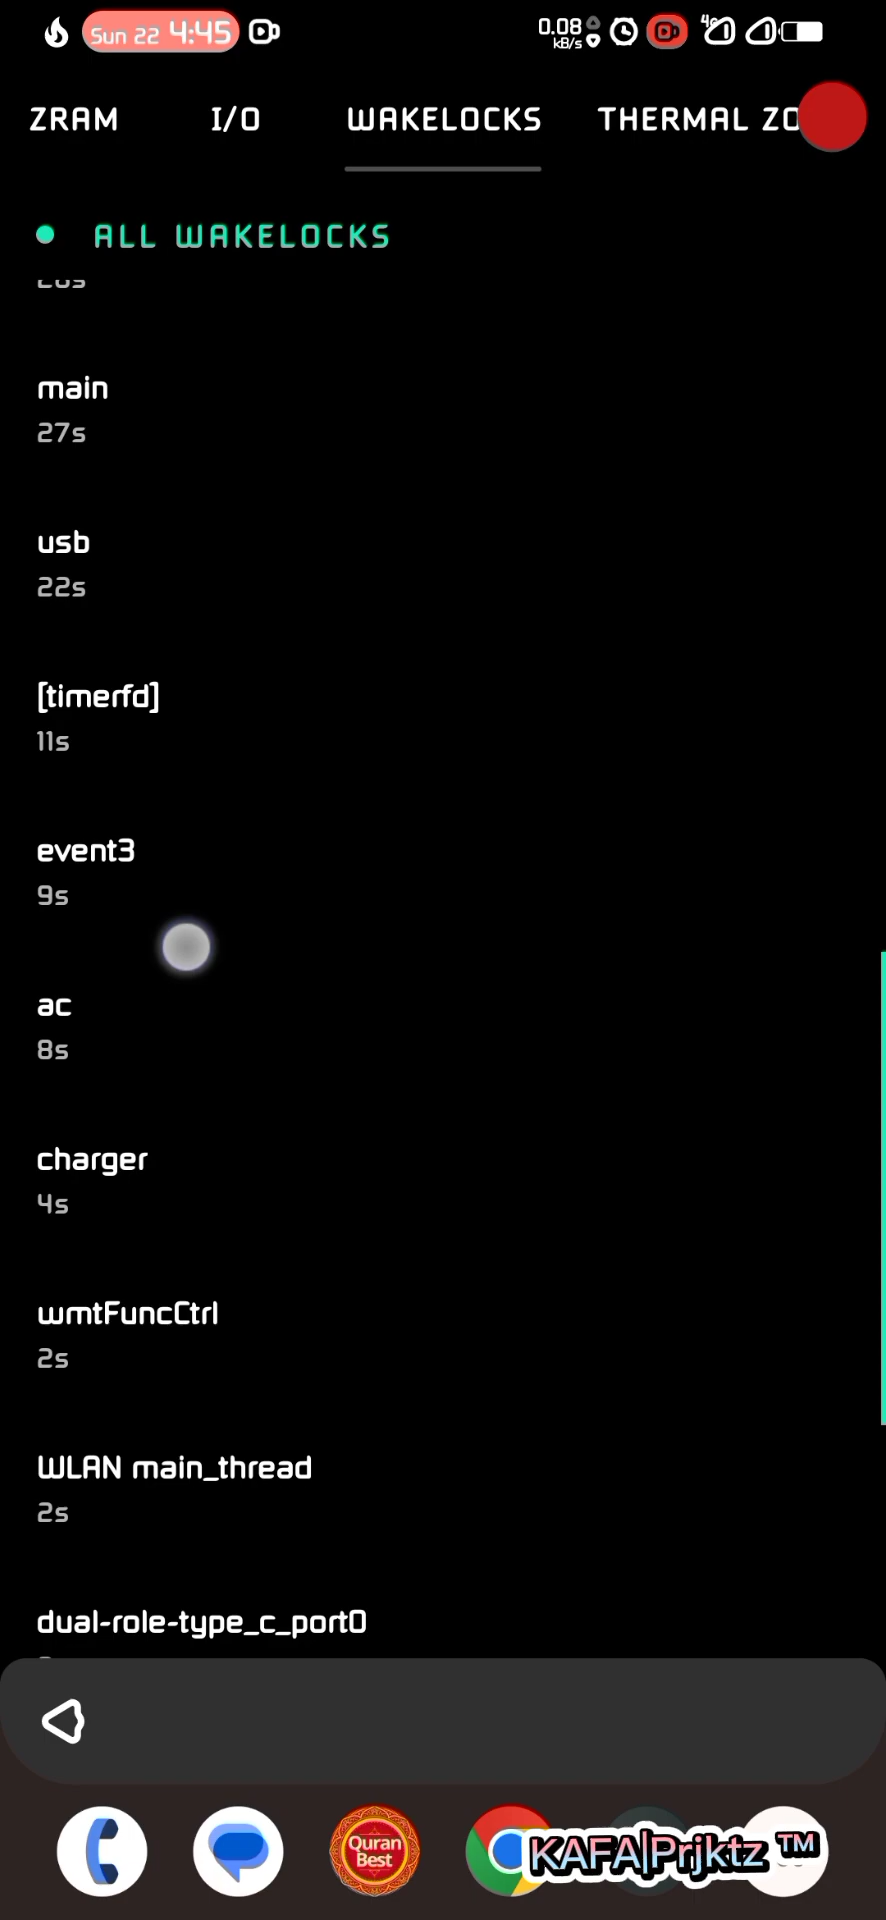 Sun 22 4:45
0.08
kB/s
4G
ZRAM I/O WAKELOCKS THERMAL ZO
ALL WAKELOCKS
main
27s
usb
22s
[timerfd]
11s
event3
9s
ac
8s
charger
4s
wmtFuncCtrl
2s
WLAN main_thread
2s
dual-role-type_c_port0
Quran
Best
KAFA|Prjktz ™